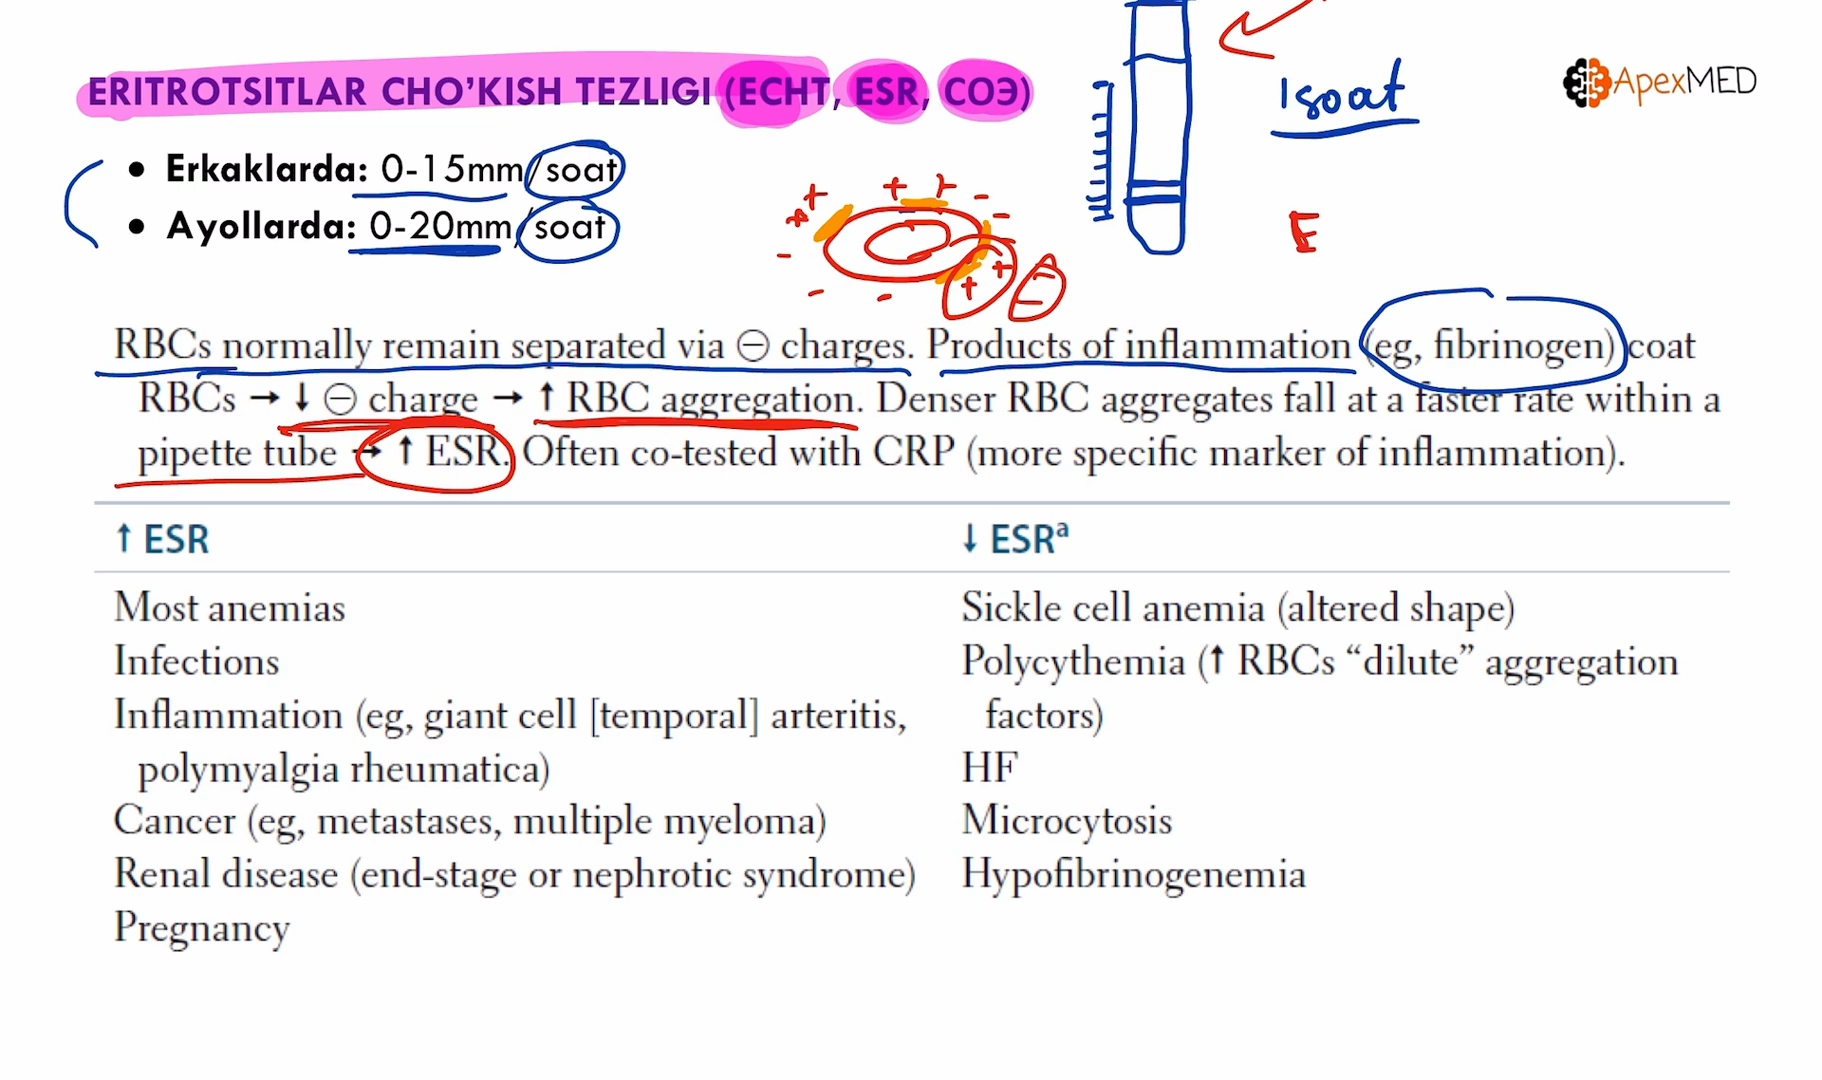 ERITROTSITLAR CHO’KISH TEZLIGI (ECHT, ESR, COЭ)
1 soat
ApexMED
• Erkaklarda: 0-15mm/soat
• Ayollarda: 0-20mm/soat
+ + + + - -
- + + -
- -
E
RBCs normally remain separated via ⊖ charges. Products of inflammation (eg, fibrinogen) coat
RBCs → ↓ ⊖ charge → ↑ RBC aggregation. Denser RBC aggregates fall at a faster rate within a
pipette tube → ↑ ESR. Often co-tested with CRP (more specific marker of inflammation).
↑ ESR
Most anemias
Infections
Inflammation (eg, giant cell [temporal] arteritis,
polymyalgia rheumatica)
Cancer (eg, metastases, multiple myeloma)
Renal disease (end-stage or nephrotic syndrome)
Pregnancy
↓ ESRᵃ
Sickle cell anemia (altered shape)
Polycythemia (↑ RBCs “dilute” aggregation
factors)
HF
Microcytosis
Hypofibrinogenemia